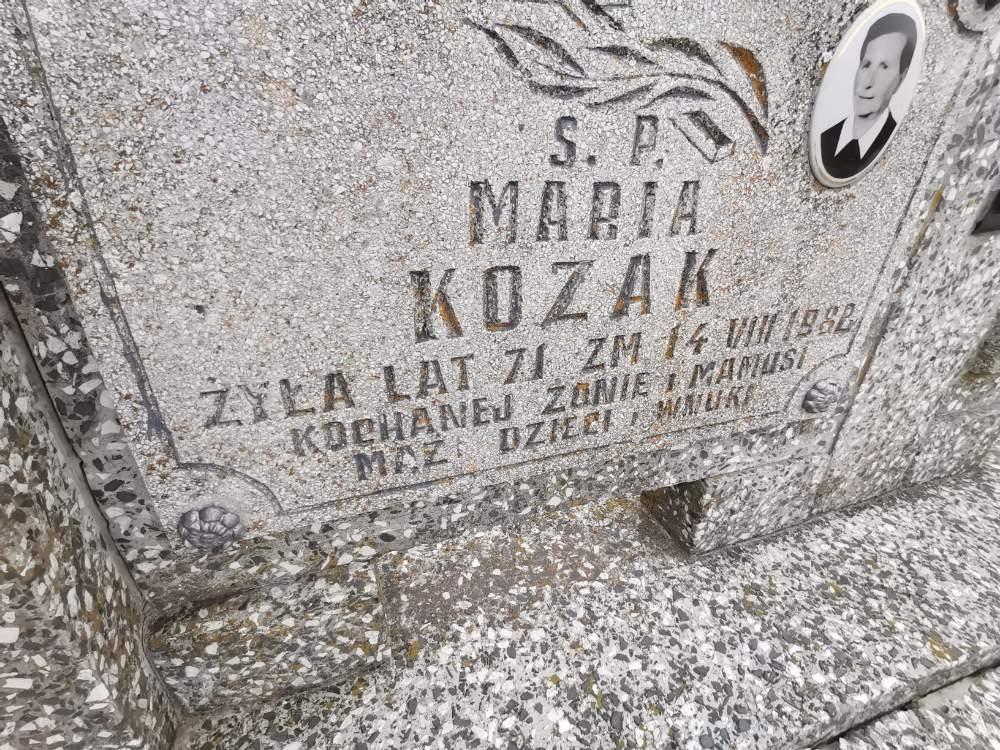 S. P.
MARIA
KOZAK
ŻYŁA LAT 71 ZM 14 VIII 1982
KOCHANEJ ŻONIE I MAMUSI
MĄŻ, DZIECI I WNUKI